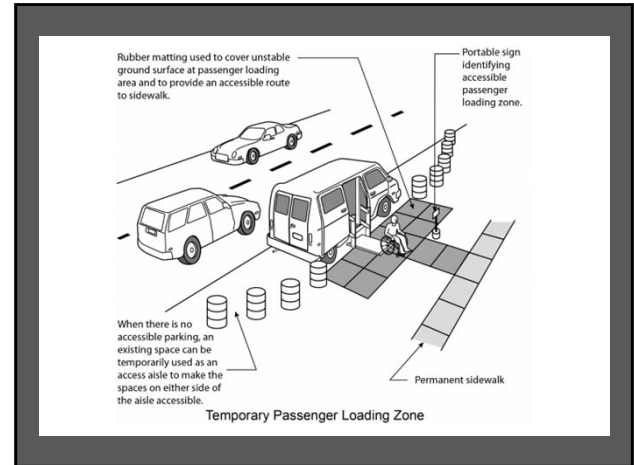 Rubber matting used to cover unstable
ground surface at passenger loading
area and to provide an accessible route
to sidewalk.
Portable sign
identifying
accessible
passenger
loading zone.
When there is no
accessible parking, an
existing space can be
temporarily used as an
access aisle to make the
spaces on either side of
the aisle accessible.
Permanent sidewalk
Temporary Passenger Loading Zone